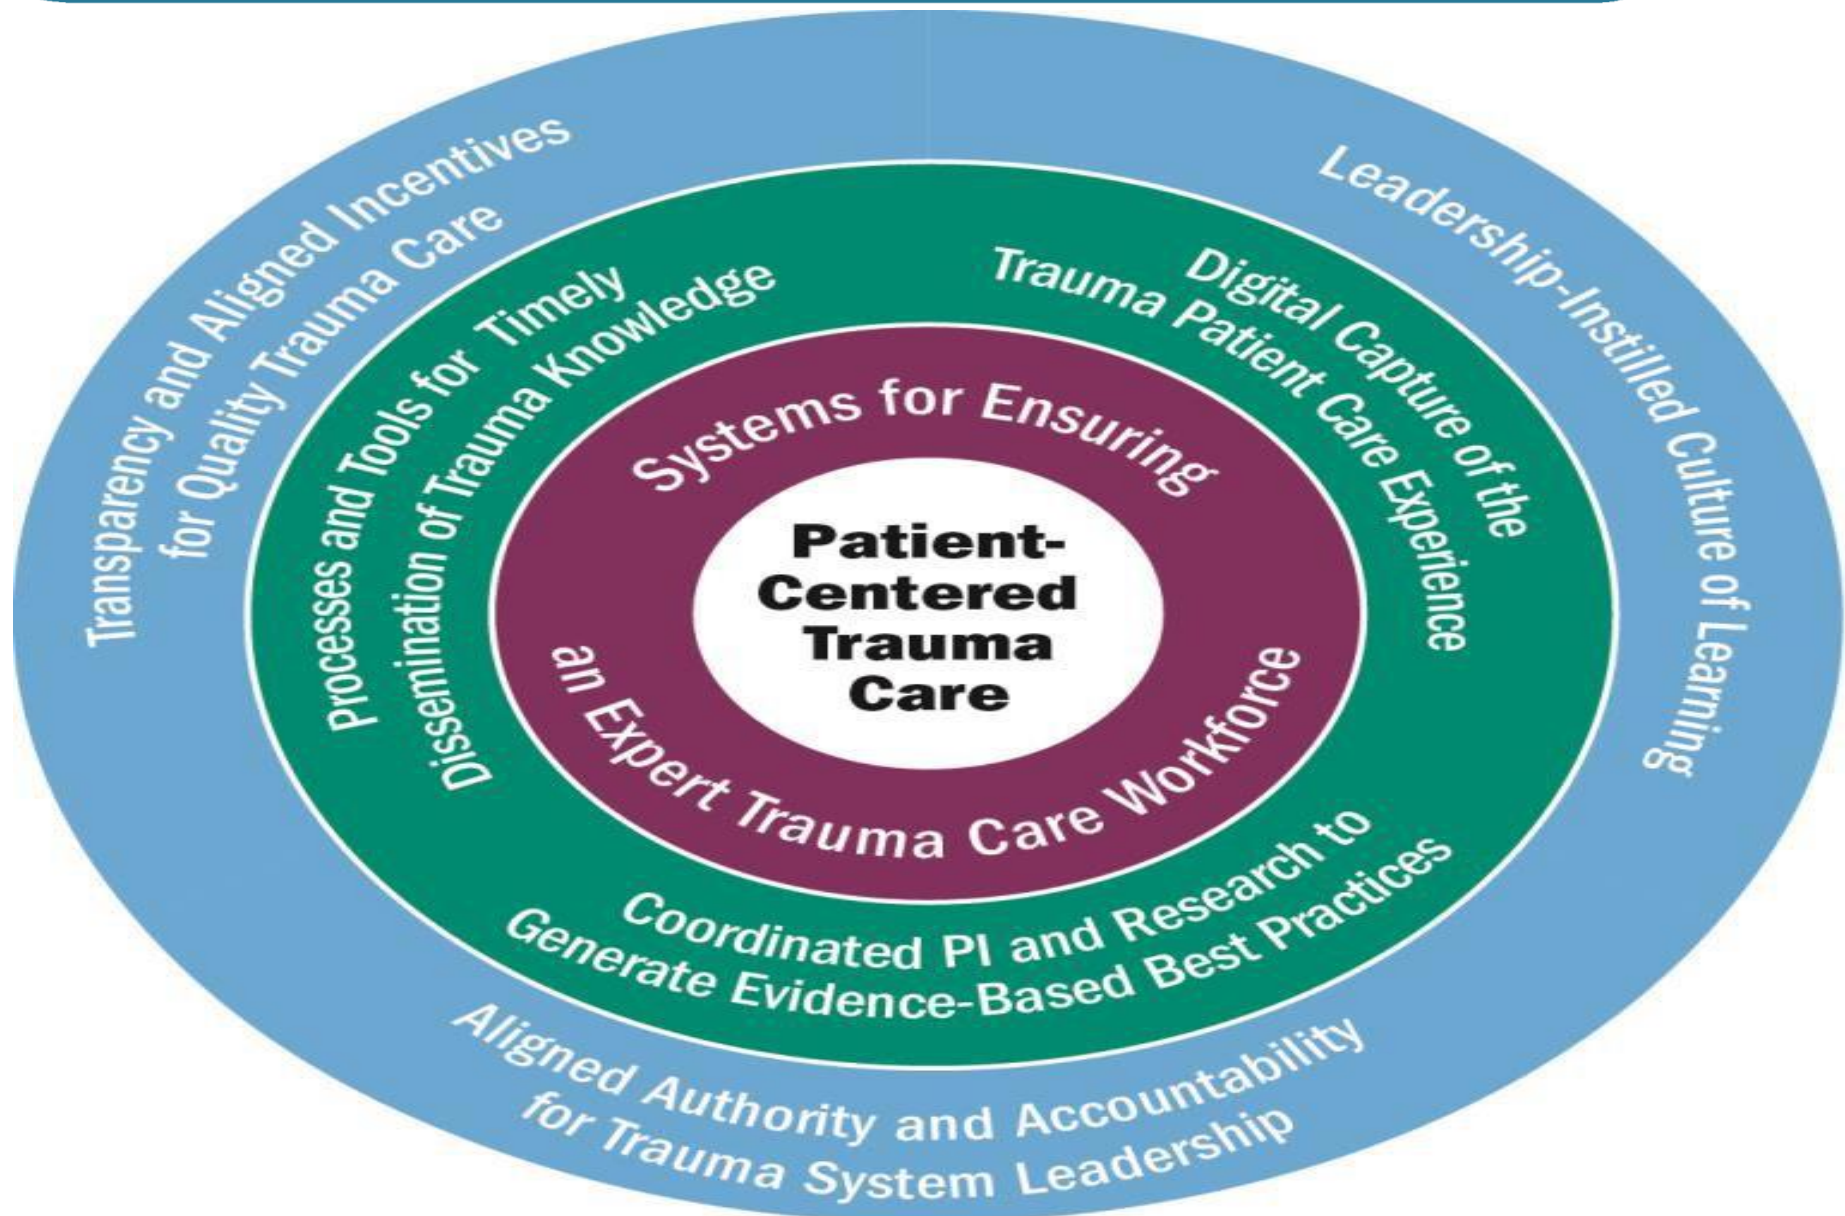 Transparency and Aligned Incentives
for Quality Trauma Care
Leadership-Instilled Culture of Learning
Processes and Tools for Timely
Dissemination of Trauma Knowledge
Digital Capture of the
Trauma Patient Care Experience
Systems for Ensuring
Patient-
Centered
Trauma
Care
an Expert Trauma Care Workforce
Coordinated PI and Research to
Generate Evidence-Based Best Practices
Aligned Authority and Accountability
for Trauma System Leadership